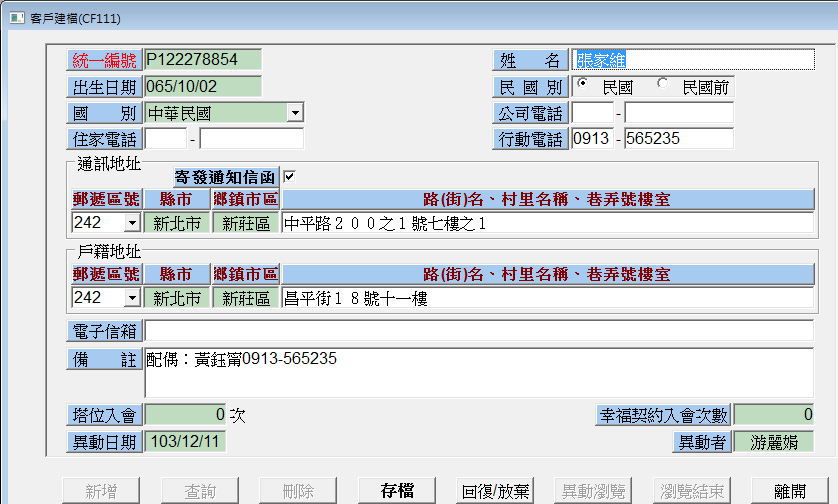 客戶建檔(CF111)
統一編號 P122278854 姓 名 張家維
出生日期 065/10/02 民 國 別 民國 民國前
國 別 中華民國 公司電話 -
住家電話 - 行動電話 0913 - 565235
通訊地址
寄發通知信函
郵遞區號 縣市 鄉鎮市區 路(街)名、村里名稱、巷弄號樓室
242 新北市 新莊區 中平路２００之１號七樓之１
戶籍地址
郵遞區號 縣市 鄉鎮市區 路(街)名、村里名稱、巷弄號樓室
242 新北市 新莊區 昌平街１８號十一樓
電子信箱
備 註 配偶：黃鈺甯0913-565235
塔位入會 0 次 幸福契約入會次數 0
異動日期 103/12/11 異動者 游麗娟
新增 查詢 刪除 存檔 回復/放棄 異動瀏覽 瀏覽結束 離開